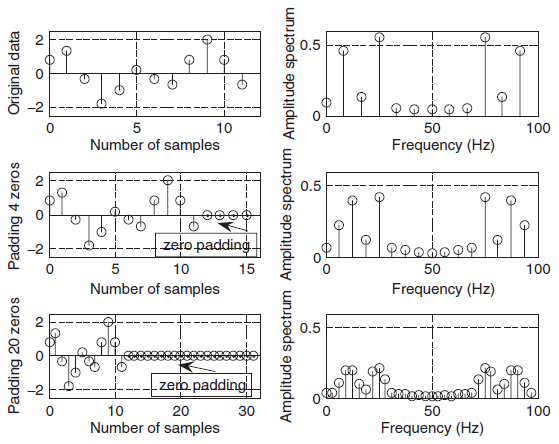 Original data
2
0
−2
0
5
10
Number of samples
Amplitude spectrum
0.5
0
0
50
100
Frequency (Hz)
Padding 4 zeros
2
0
−2
zero padding
0
5
10
15
Number of samples
Amplitude spectrum
0.5
0
0
50
100
Frequency (Hz)
Padding 20 zeros
2
0
−2
zero padding
0
10
20
30
Number of samples
Amplitude spectrum
0.5
0
0
50
100
Frequency (Hz)